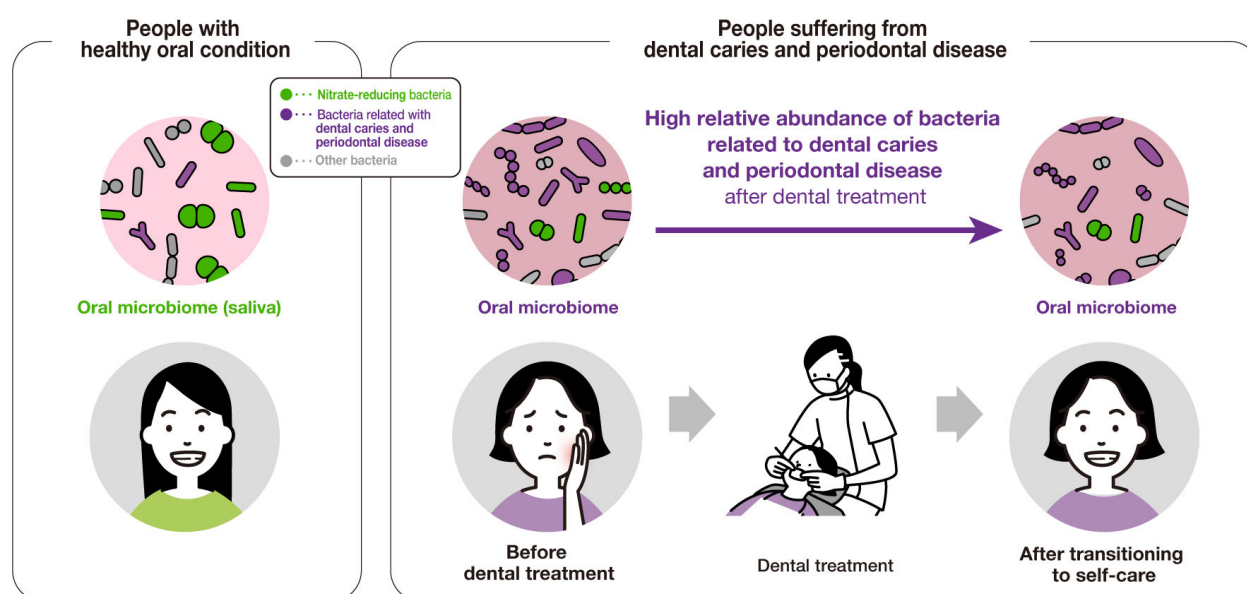 People with
healthy oral condition
People suffering from
dental caries and periodontal disease
••• Nitrate-reducing bacteria
••• Bacteria related with
dental caries and
periodontal disease
••• Other bacteria
High relative abundance of bacteria
related to dental caries
and periodontal disease
after dental treatment
Oral microbiome (saliva)
Oral microbiome
Oral microbiome
Before
dental treatment
Dental treatment
After transitioning
to self-care